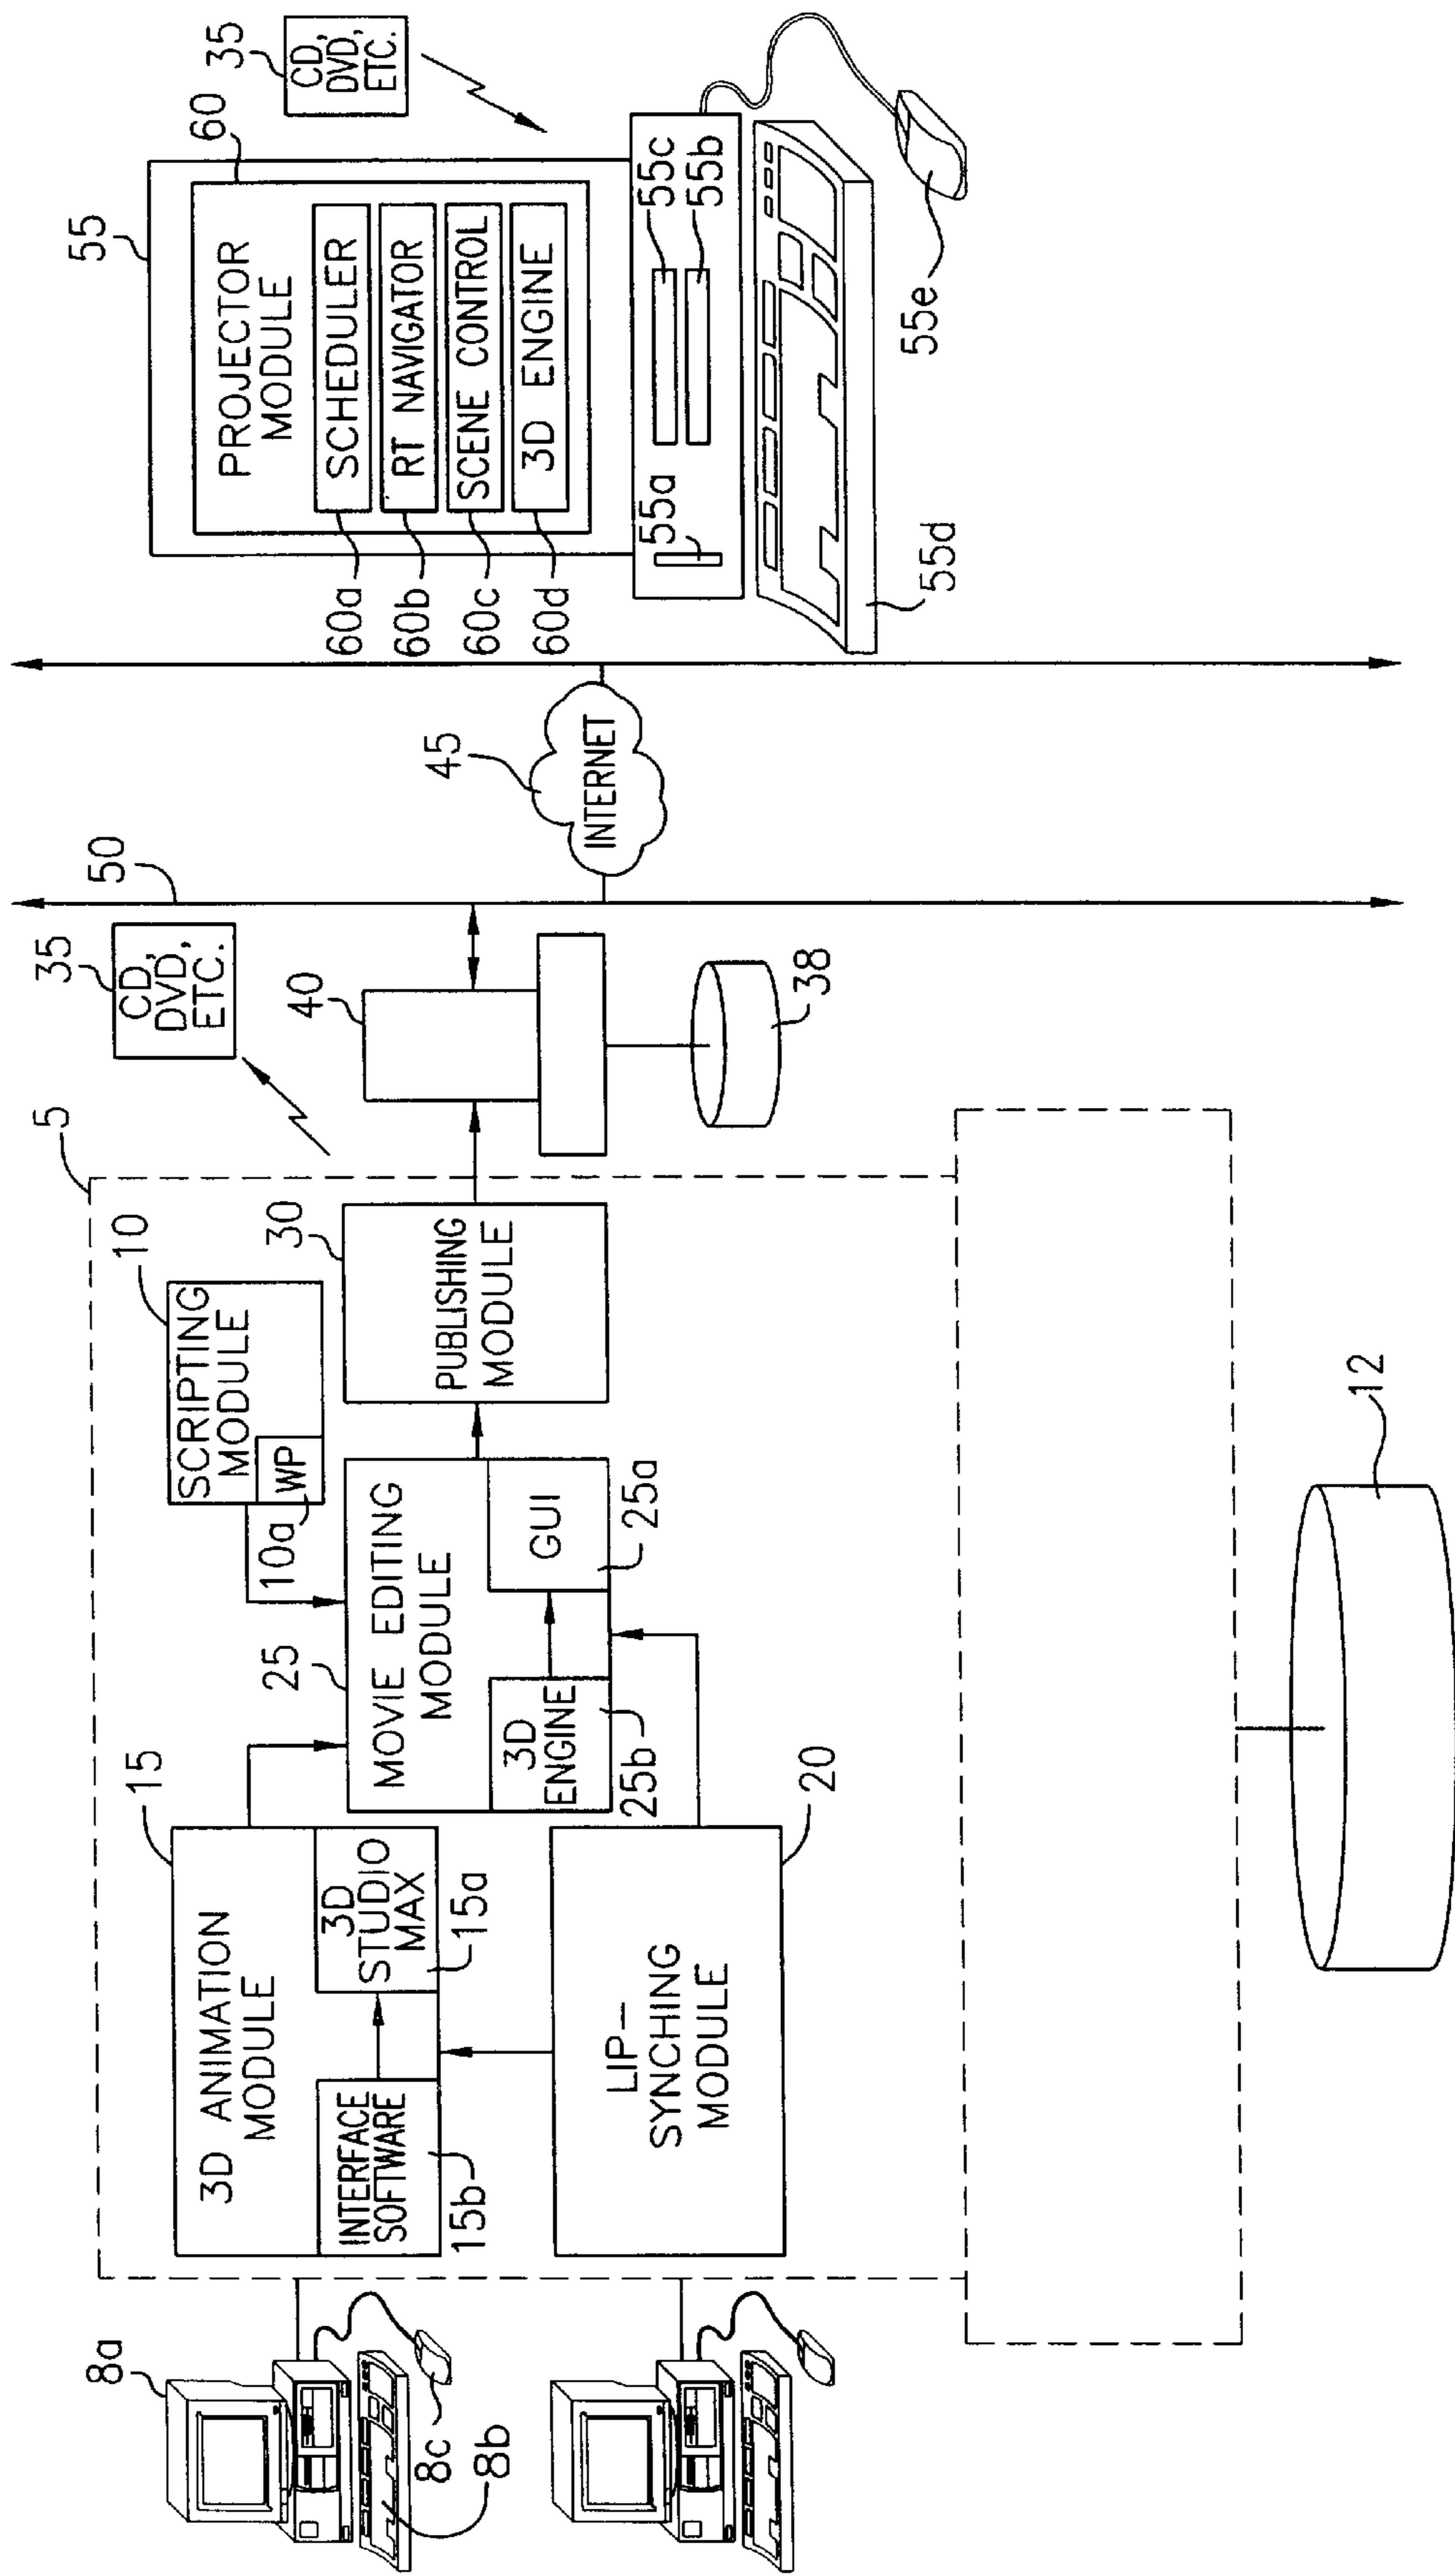 8a
8c
8b
5
15
3D ANIMATION
MODULE
3D
STUDIO
MAX
15a
INTERFACE
SOFTWARE
15b
LIP–
SYNCHING
MODULE
20
10
SCRIPTING
MODULE
WP
10a
25
MOVIE EDITING
MODULE
GUI
25a
3D
ENGINE
25b
30
PUBLISHING
MODULE
12
35
CD,
DVD,
ETC.
40
38
50
45
INTERNET
55
60
PROJECTOR
MODULE
SCHEDULER
RT NAVIGATOR
SCENE CONTROL
3D ENGINE
60a
60b
60c
60d
35
CD,
DVD,
ETC.
55a
55c
55b
55d
55e